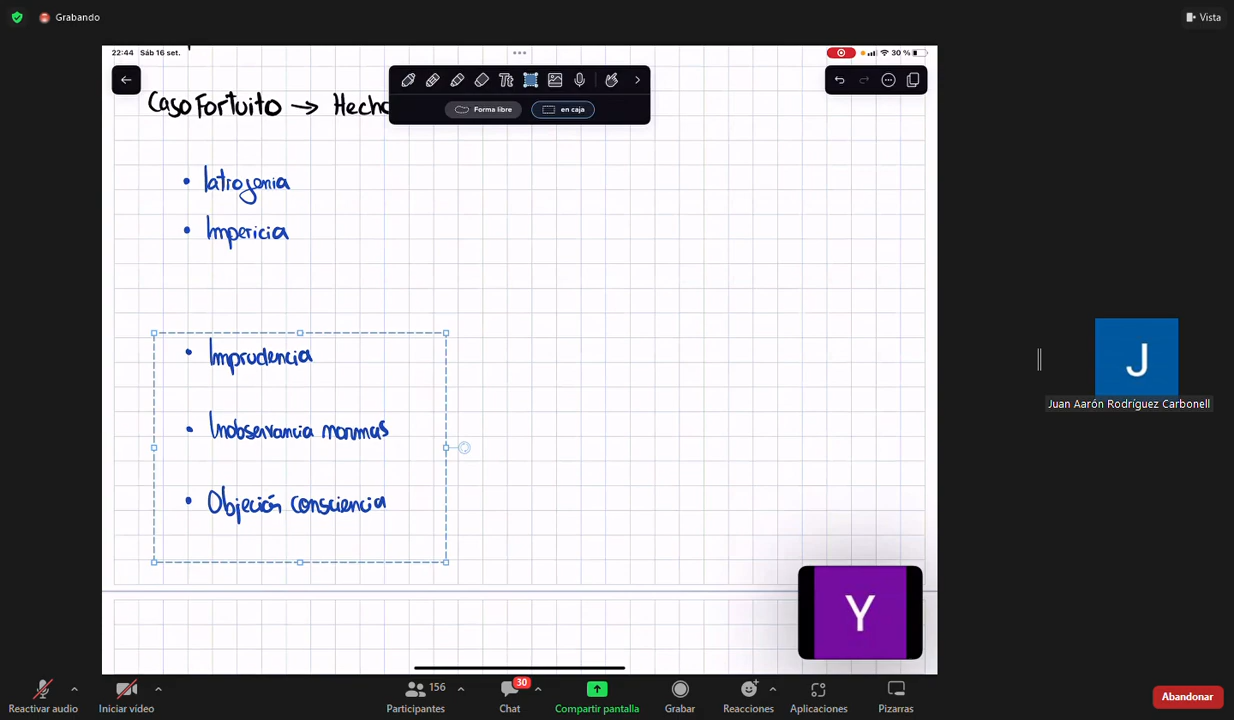 Grabando
Vista
22:44 Sáb 16 set.
30 %
Forma libre
en caja
Caso Fortuito → Hecho
• Iatrogenia
• Impericia
• Imprudencia
• Inobservancia normas
• Objeción consciencia
J
Juan Aarón Rodríguez Carbonell
Y
Reactivar audio
Iniciar vídeo
156
Participantes
30
Chat
Compartir pantalla
Grabar
Reacciones
Aplicaciones
Pizarras
Abandonar